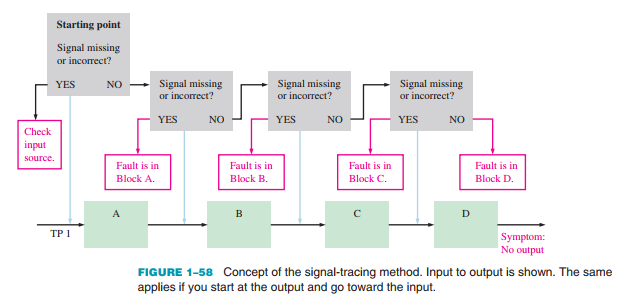 Starting point
Signal missing
or incorrect?
YES NO
Signal missing
or incorrect?
YES NO
Signal missing
or incorrect?
YES NO
Signal missing
or incorrect?
YES NO
Check
input
source.
Fault is in
Block A.
Fault is in
Block B.
Fault is in
Block C.
Fault is in
Block D.
A
B
C
D
TP 1
Symptom:
No output
FIGURE 1–58 Concept of the signal-tracing method. Input to output is shown. The same
applies if you start at the output and go toward the input.